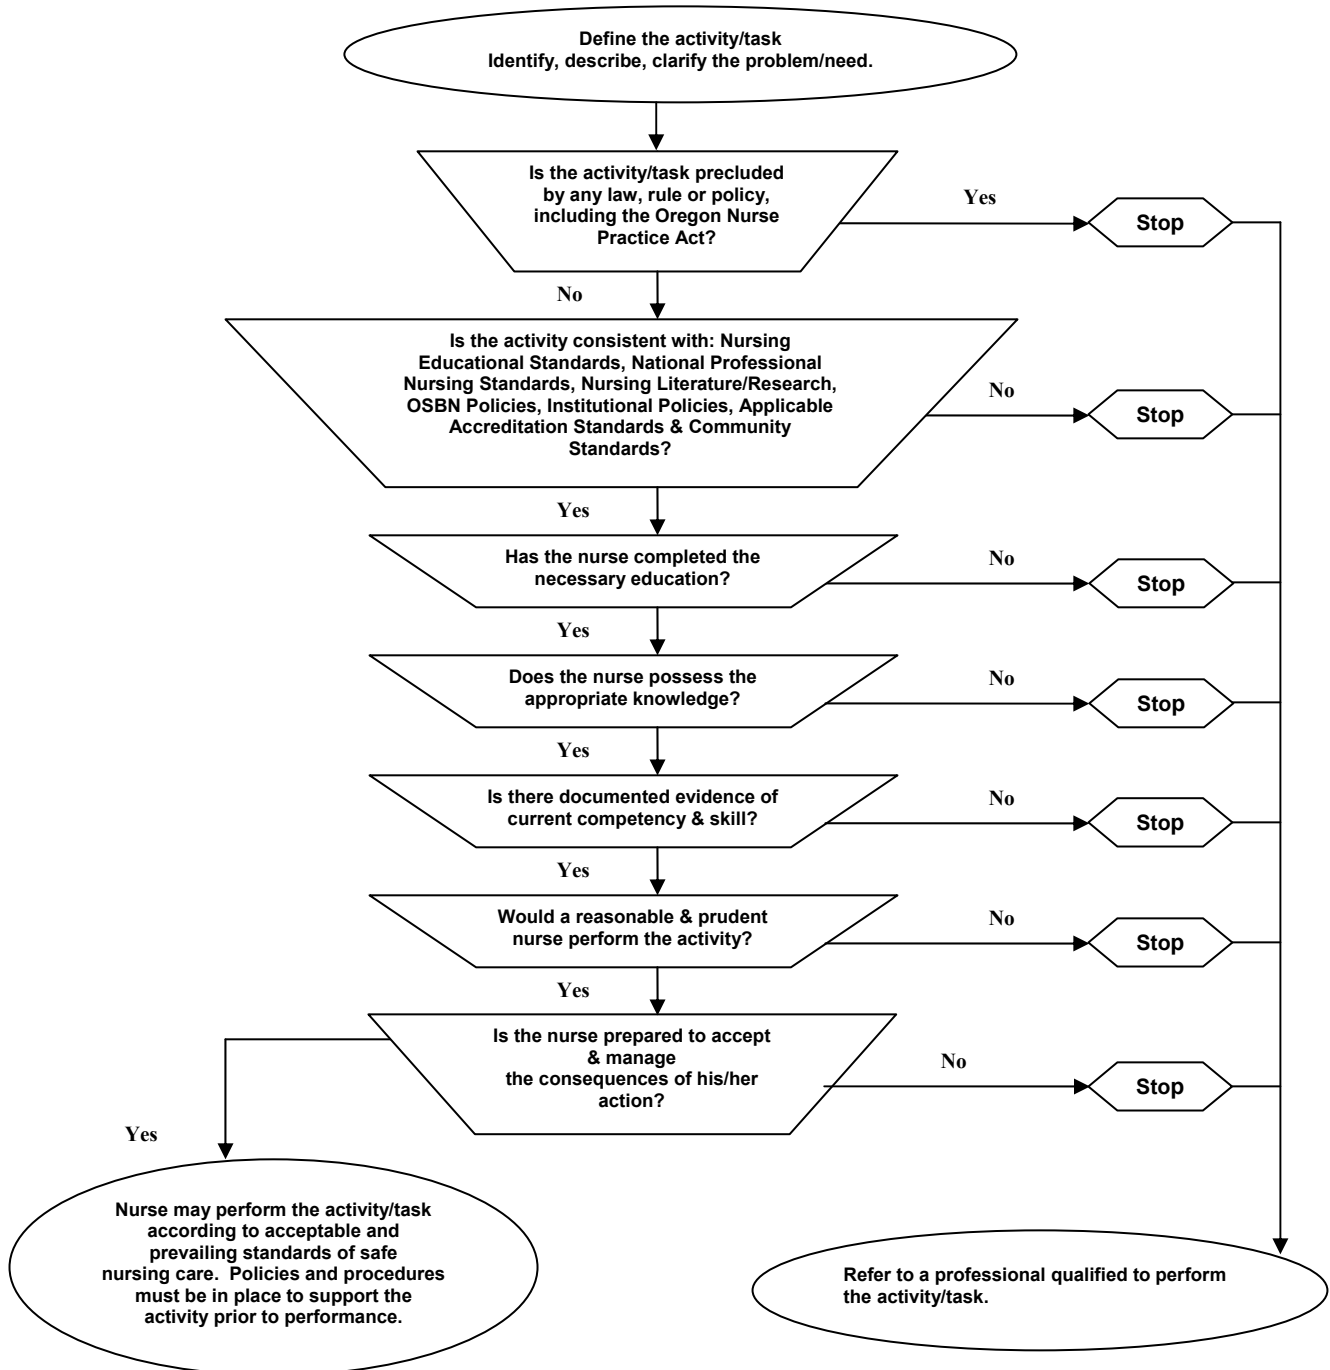 Define the activity/task
Identify, describe, clarify the problem/need.
Is the activity/task precluded
by any law, rule or policy,
including the Oregon Nurse
Practice Act?
Yes
Stop
No
Is the activity consistent with: Nursing
Educational Standards, National Professional
Nursing Standards, Nursing Literature/Research,
OSBN Policies, Institutional Policies, Applicable
Accreditation Standards & Community
Standards?
No
Stop
Yes
Has the nurse completed the
necessary education?
No
Stop
Yes
Does the nurse possess the
appropriate knowledge?
No
Stop
Yes
Is there documented evidence of
current competency & skill?
No
Stop
Yes
Would a reasonable & prudent
nurse perform the activity?
No
Stop
Yes
Is the nurse prepared to accept
& manage
the consequences of his/her
action?
No
Stop
Yes
Nurse may perform the activity/task
according to acceptable and
prevailing standards of safe
nursing care.  Policies and procedures
must be in place to support the
activity prior to performance.
Refer to a professional qualified to perform
the activity/task.